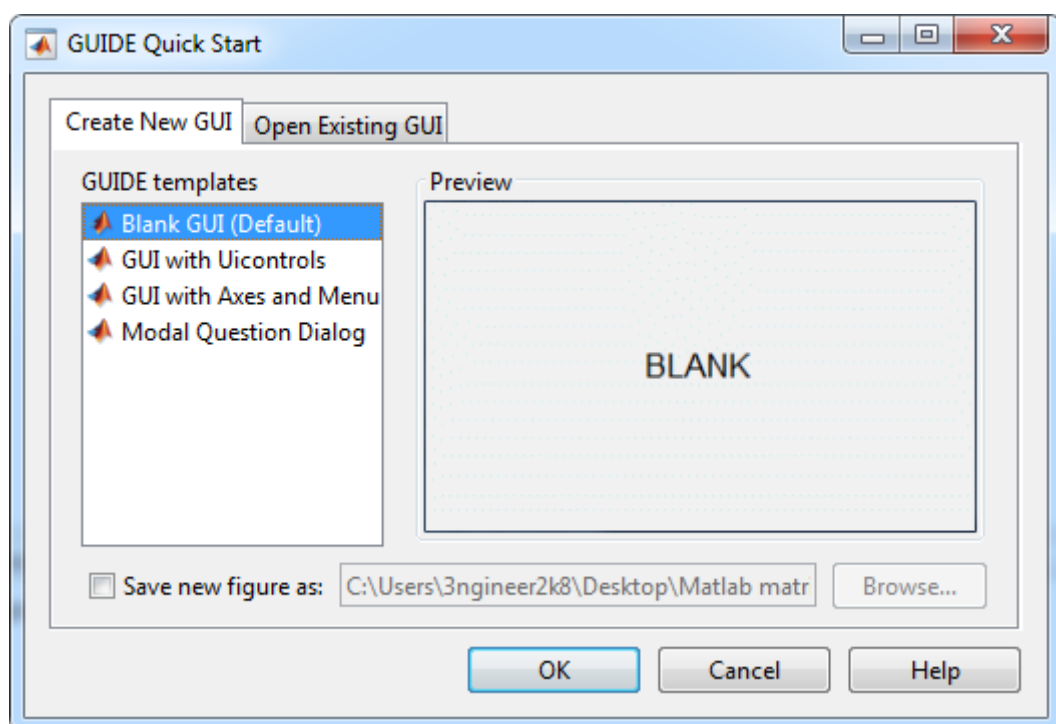 GUIDE Quick Start
Create New GUI
Open Existing GUI
GUIDE templates
Blank GUI (Default)
GUI with Uicontrols
GUI with Axes and Menu
Modal Question Dialog
Preview
BLANK
Save new figure as:
C:\Users\3ngineer2k8\Desktop\Matlab matr
Browse...
OK
Cancel
Help